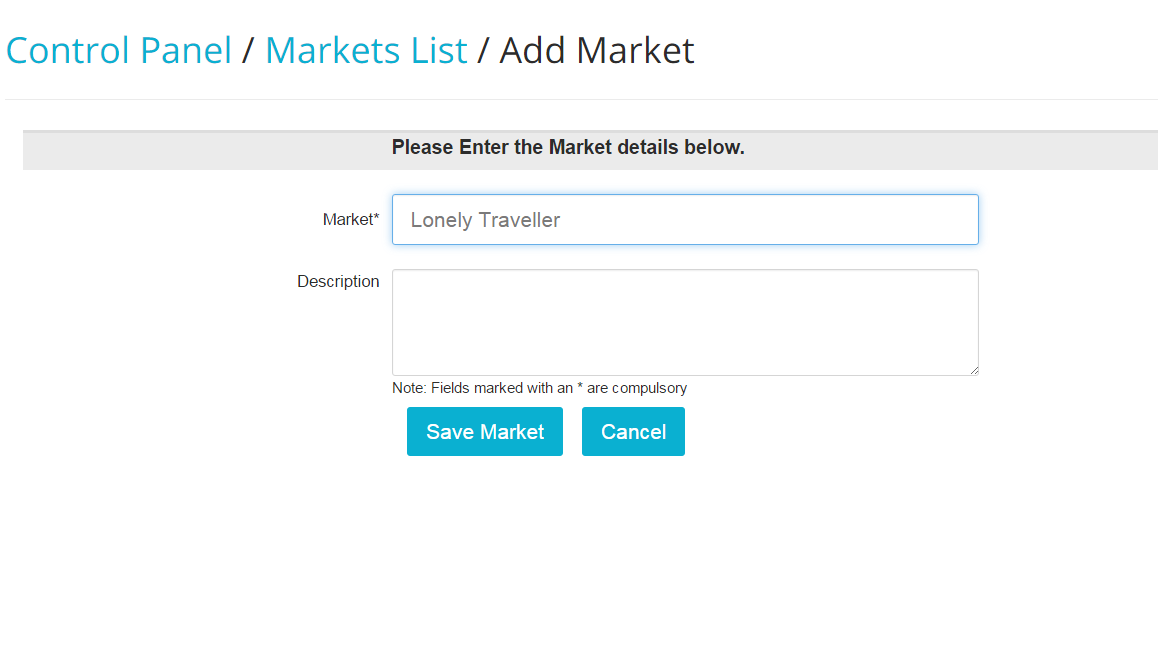 Control Panel / Markets List / Add Market
Please Enter the Market details below.
Market*
Lonely Traveller
Description
Note: Fields marked with an * are compulsory
Save Market
Cancel